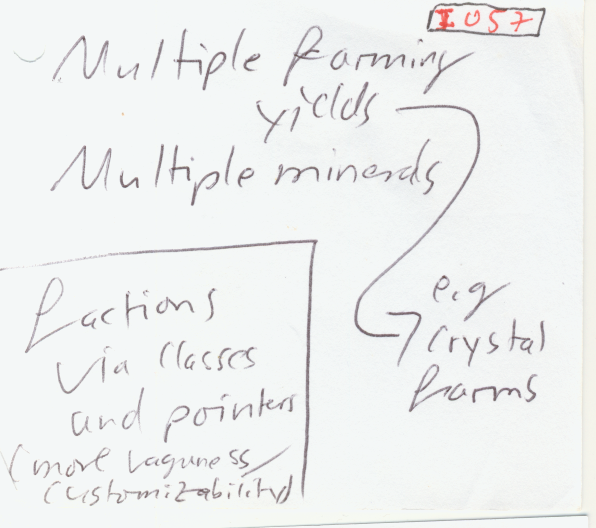 I057
Multiple farming
yields
Multiple minerals
e.g
Crystal
farms
factions
via classes
and pointers
(more vagueness/
customizability)